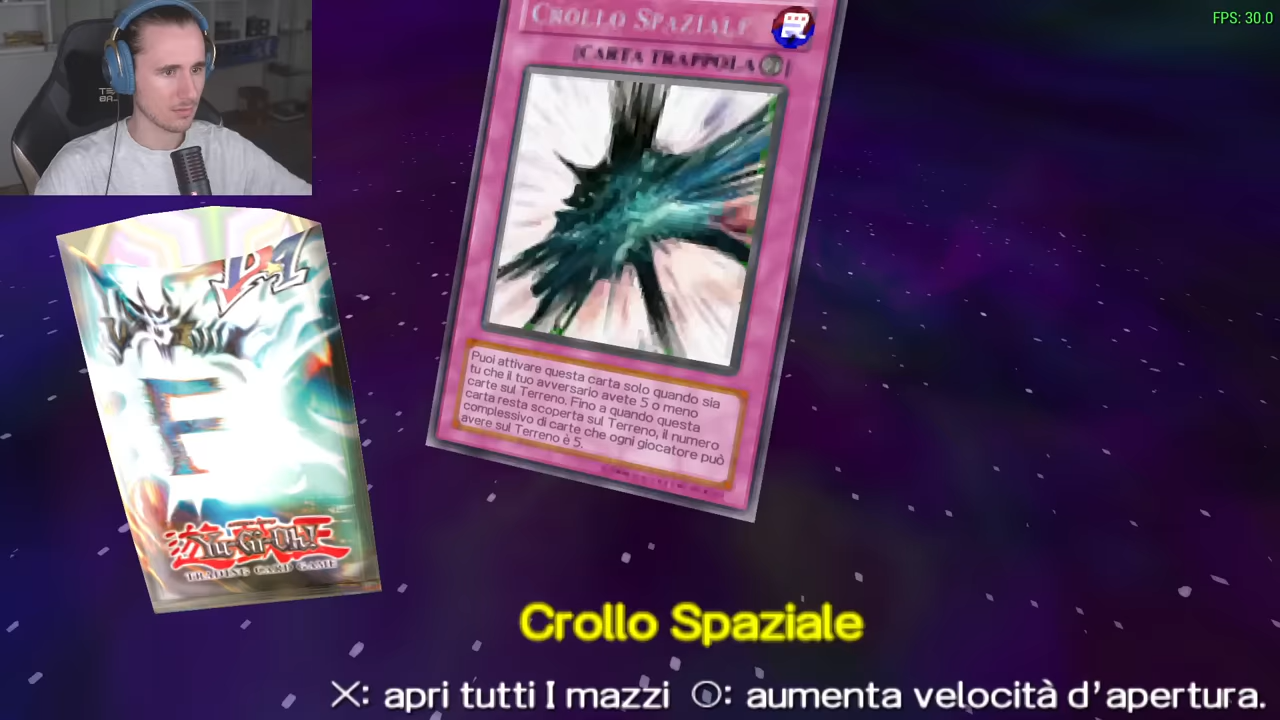 FPS: 30.0
CROLLO SPAZIALE
[CARTA TRAPPOLA]
Puoi attivare questa carta solo quando sia
tu che il tuo avversario avete 5 o meno
carte sul Terreno. Fino a quando questa
carta resta scoperta sul Terreno, il numero
complessivo di carte che ogni giocatore può
avere sul Terreno è 5.
Yu-Gi-Oh!
TRADING CARD GAME
Crollo Spaziale
X: apri tutti I mazzi O: aumenta velocità d'apertura.